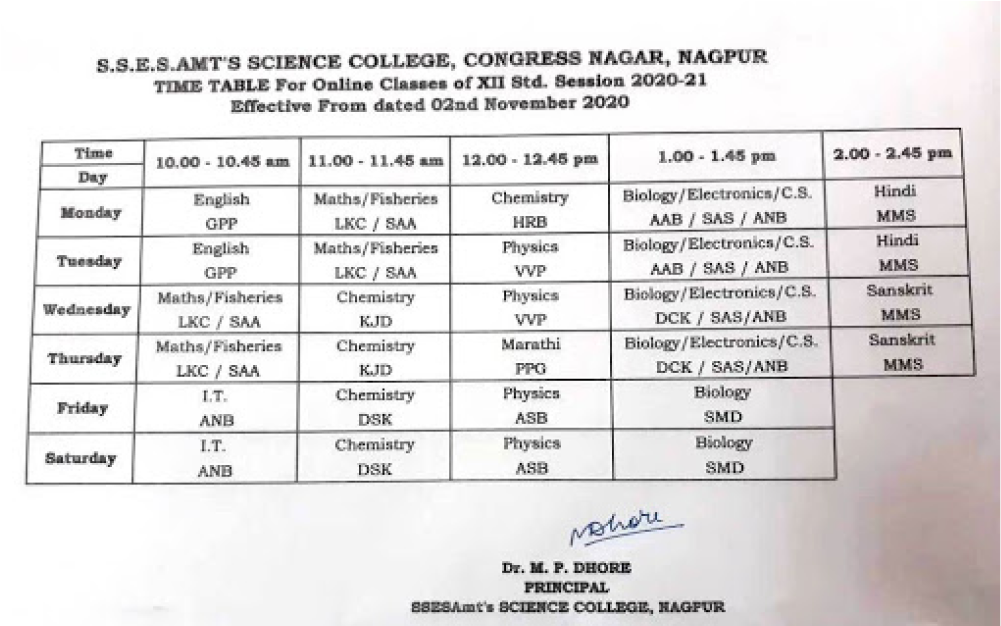 S.S.E.S.AMT'S SCIENCE COLLEGE, CONGRESS NAGAR, NAGPUR
TIME TABLE For Online Classes of XII Std. Session 2020-21
Effective From dated 02nd November 2020
Time 10.00 - 10.45 am 11.00 - 11.45 am 12.00 - 12.45 pm 1.00 - 1.45 pm 2.00 - 2.45 pm
Day
Monday English Maths/Fisheries Chemistry Biology/Electronics/C.S. Hindi
GPP LKC / SAA HRB AAB / SAS / ANB MMS
Tuesday English Maths/Fisheries Physics Biology/Electronics/C.S. Hindi
GPP LKC / SAA VVP AAB / SAS / ANB MMS
Wednesday Maths/Fisheries Chemistry Physics Biology/Electronics/C.S. Sanskrit
LKC / SAA KJD VVP DCK / SAS/ANB MMS
Thursday Maths/Fisheries Chemistry Marathi Biology/Electronics/C.S. Sanskrit
LKC / SAA KJD PPG DCK / SAS/ANB MMS
Friday I.T. Chemistry Physics Biology
ANB DSK ASB SMD
Saturday I.T. Chemistry Physics Biology
ANB DSK ASB SMD
Dr. M. P. DHORE
PRINCIPAL
SSESAmt's SCIENCE COLLEGE, NAGPUR